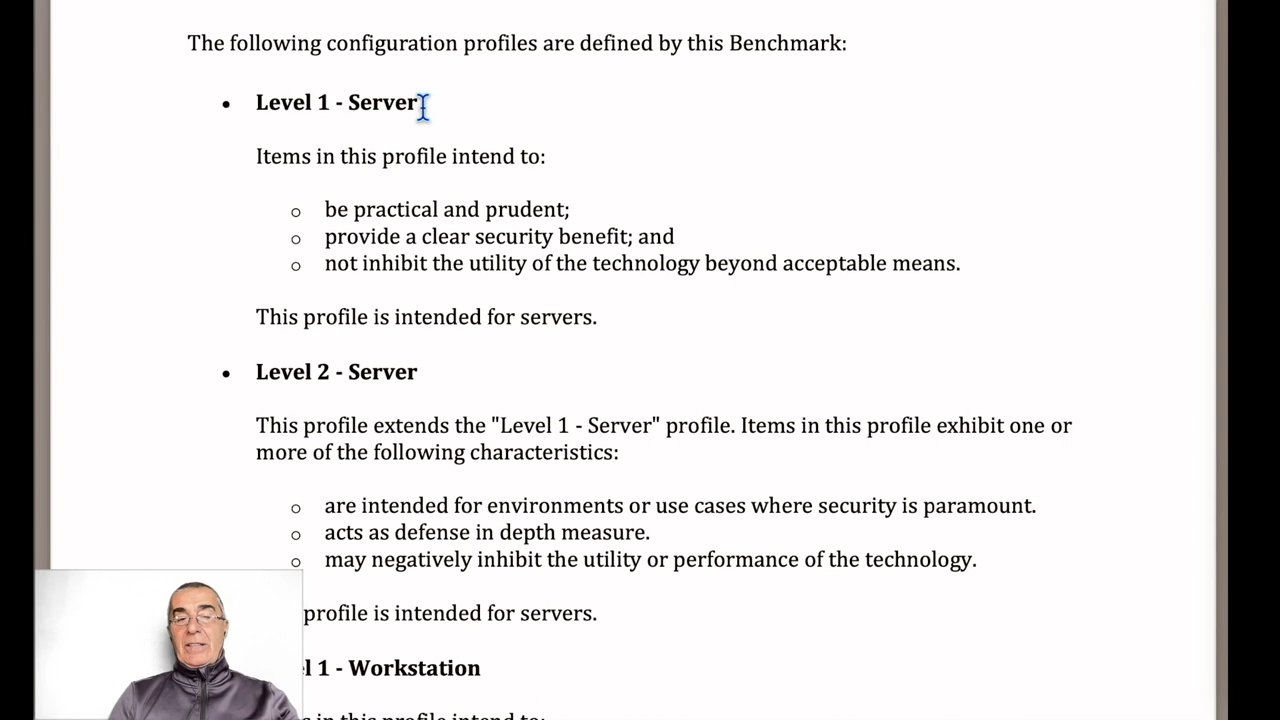 The following configuration profiles are defined by this Benchmark:
• Level 1 - Server
Items in this profile intend to:
o be practical and prudent;
o provide a clear security benefit; and
o not inhibit the utility of the technology beyond acceptable means.
This profile is intended for servers.
• Level 2 - Server
This profile extends the "Level 1 - Server" profile. Items in this profile exhibit one or
more of the following characteristics:
o are intended for environments or use cases where security is paramount.
o acts as defense in depth measure.
o may negatively inhibit the utility or performance of the technology.
profile is intended for servers.
1 - Workstation
in this profile intend to: